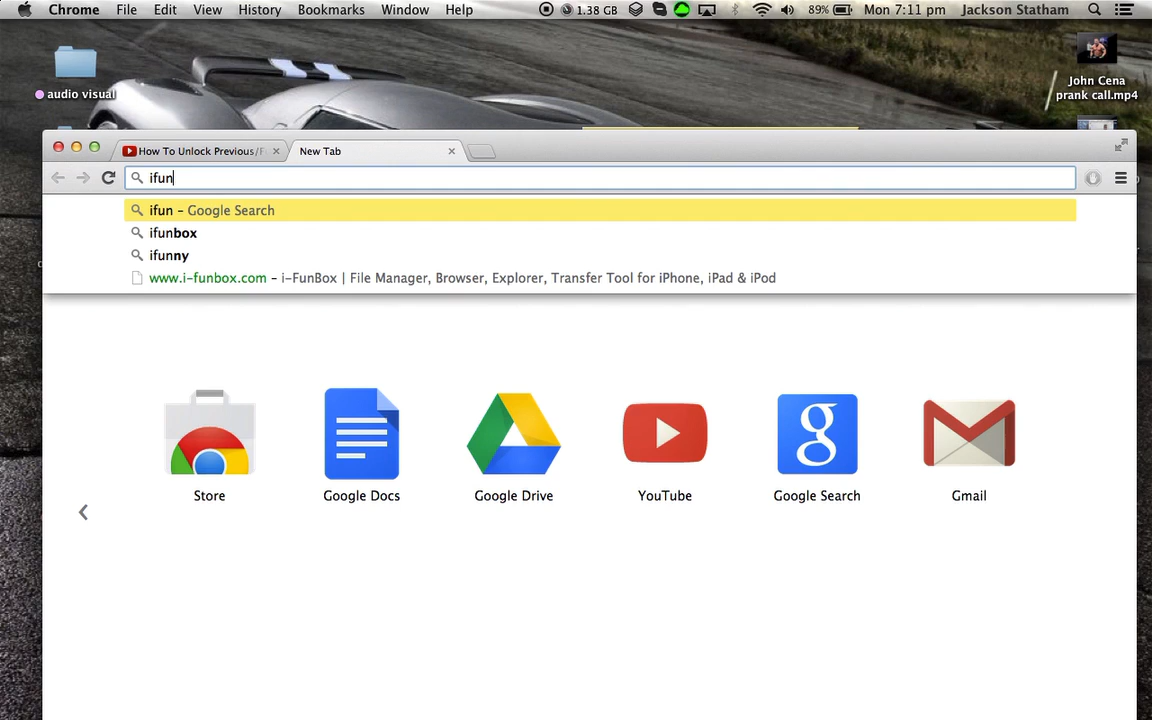 Chrome File Edit View History Bookmarks Window Help 1.38 GB 89% Mon 7:11 pm Jackson Statham
audio visual
John Cena
prank call.mp4
How To Unlock Previous/F
New Tab
ifun
ifun – Google Search
ifunbox
ifunny
www.i-funbox.com – i-FunBox | File Manager, Browser, Explorer, Transfer Tool for iPhone, iPad & iPod
Store Google Docs Google Drive YouTube Google Search Gmail